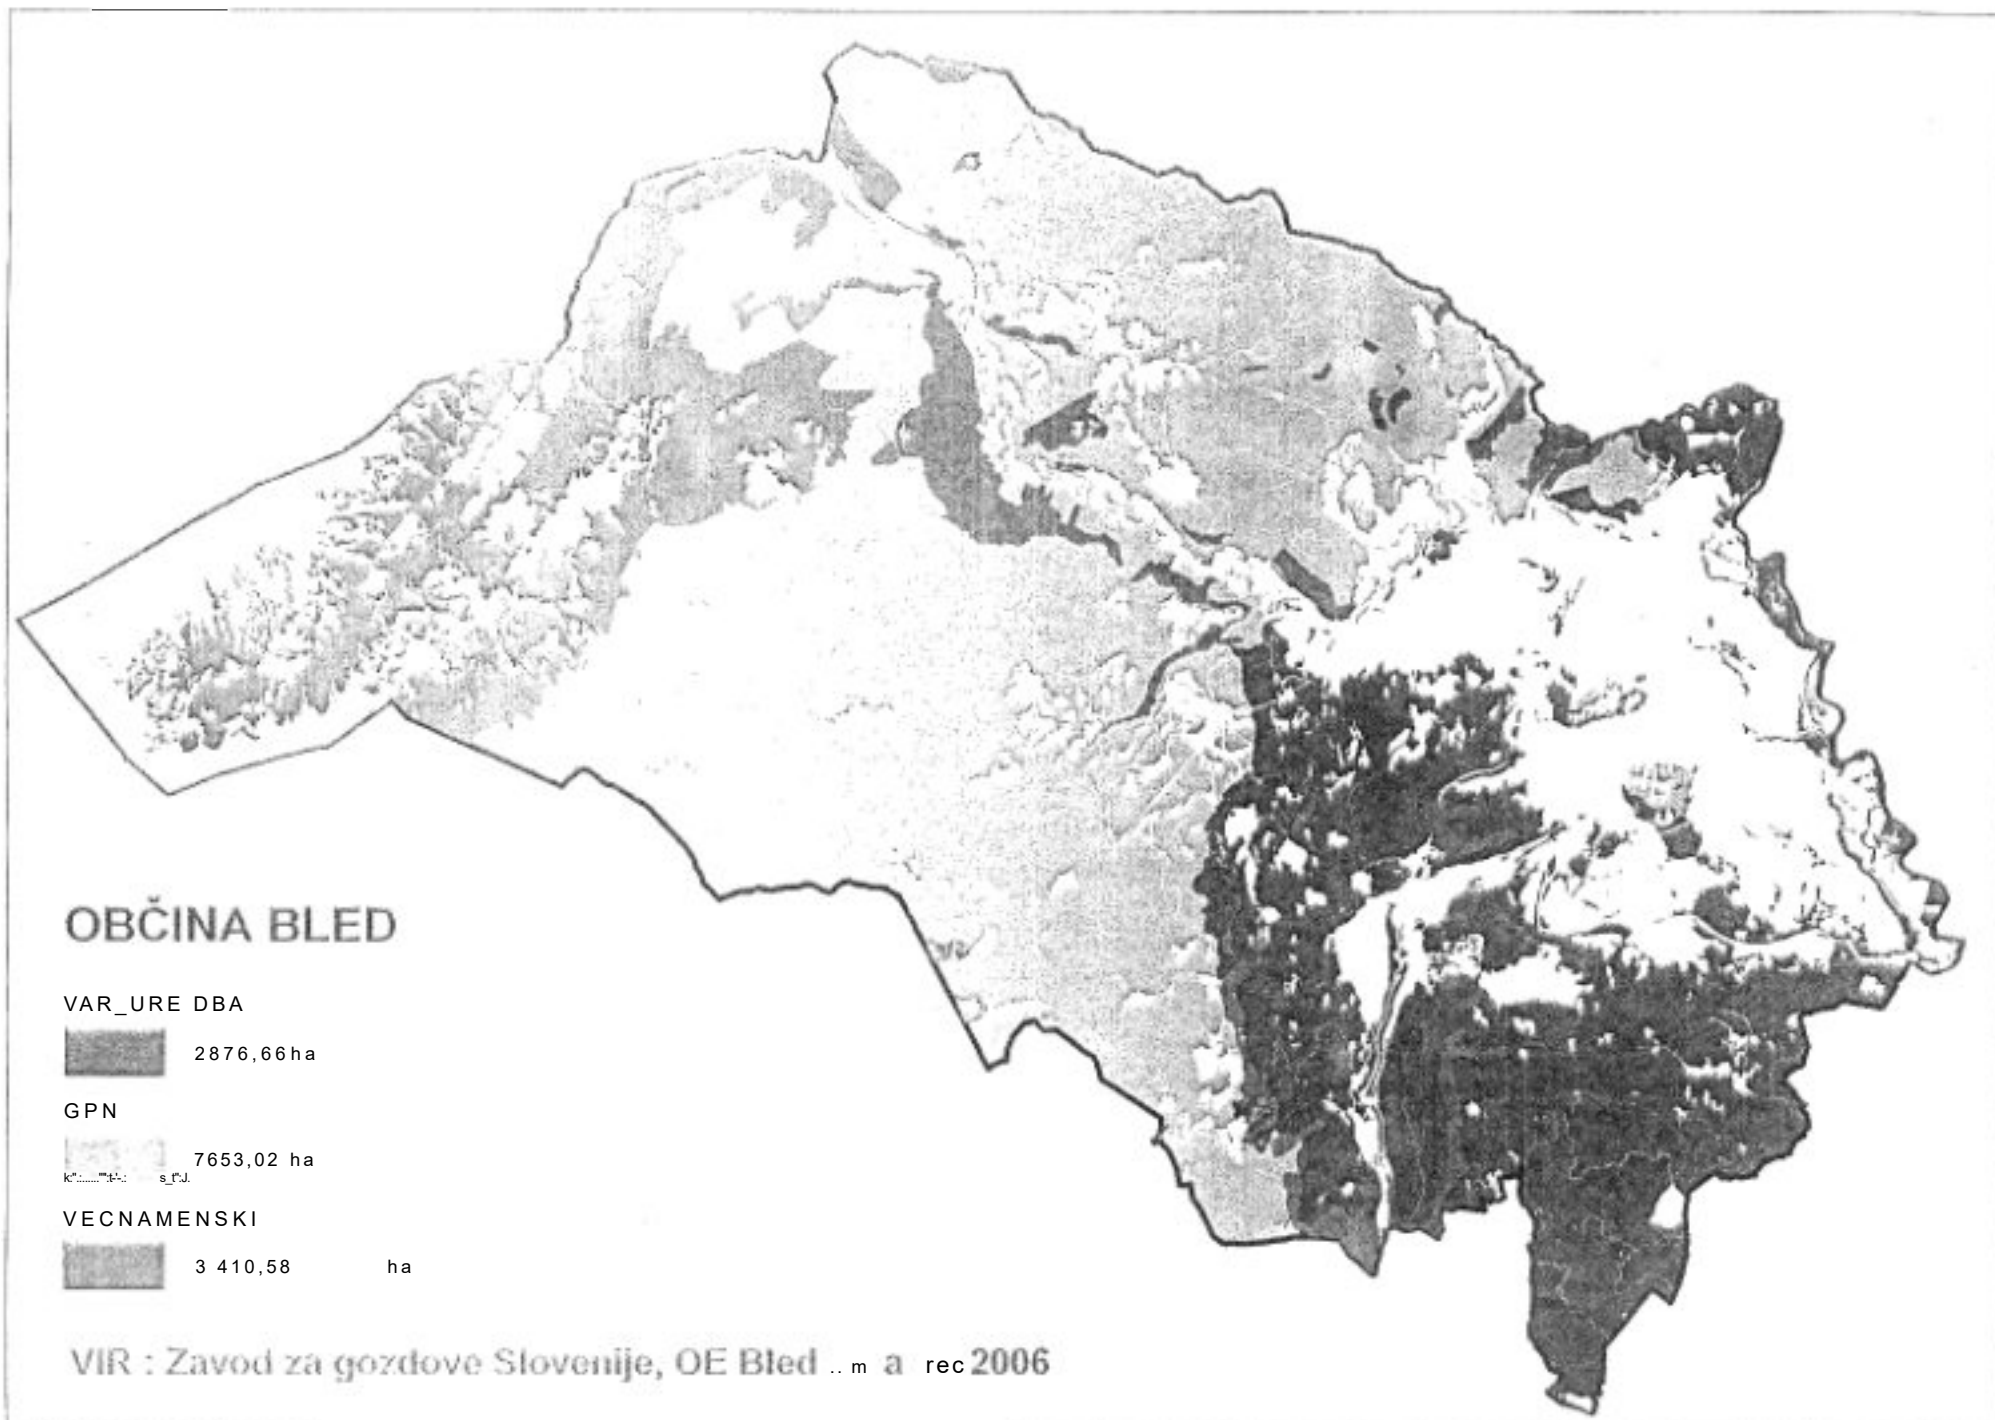 OBČINA BLED
VAR_URE DBA
2876,66ha
GPN
7653,02 ha
VECNAMENSKI
3 410,58 ha
VIR : Zavod za gozdove Slovenije, OE Bled .. m a rec 2006